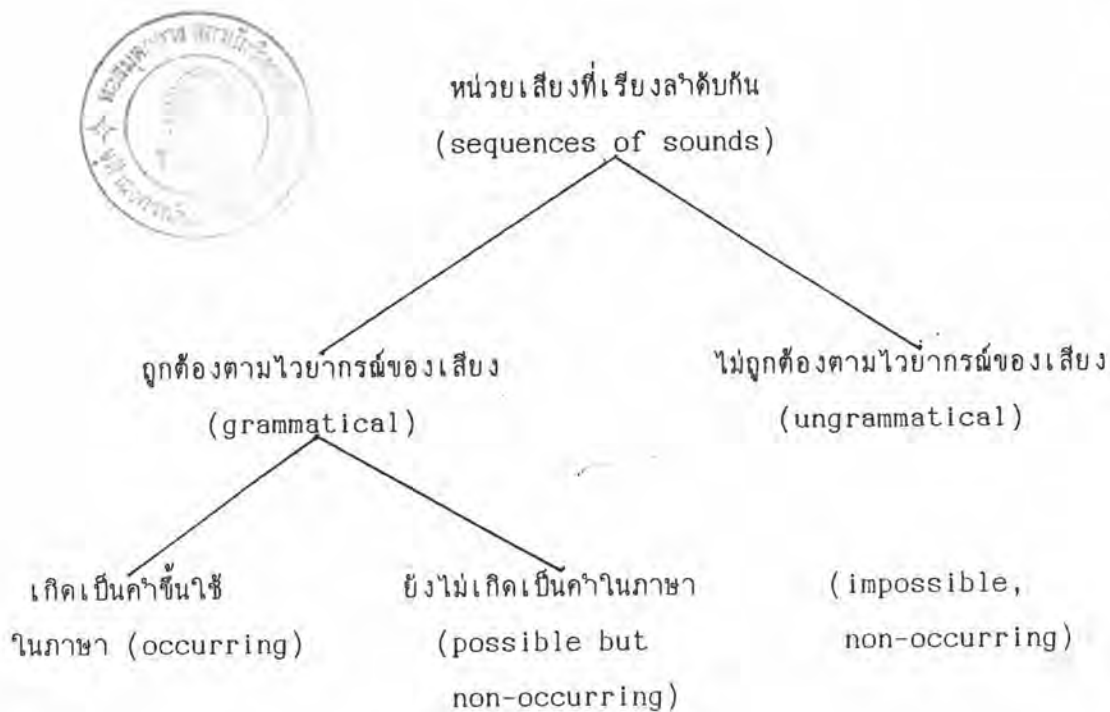 หน่วยเสียงที่เรียงลำดับกัน
(sequences of sounds)
ถูกต้องตามไวยากรณ์ของเสียง
(grammatical)
ไม่ถูกต้องตามไวยากรณ์ของเสียง
(ungrammatical)
เกิดเป็นคำขึ้นใช้
ในภาษา (occurring)
ยังไม่เกิดเป็นคำในภาษา
(possible but
non-occurring)
(impossible,
non-occurring)